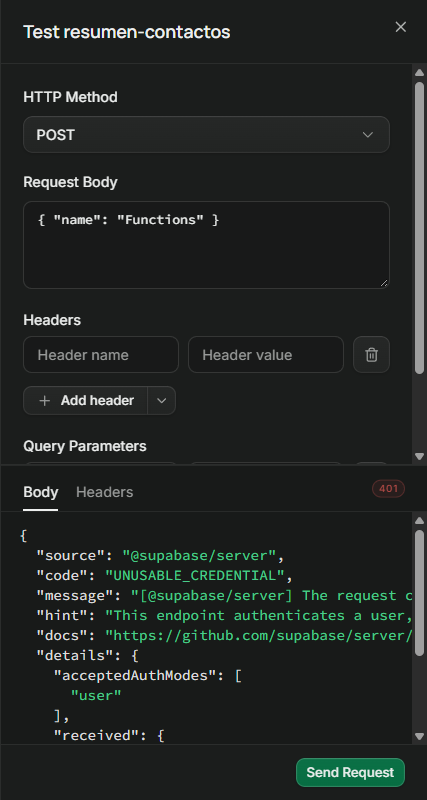 Test resumen-contactos
HTTP Method
POST
Request Body
{ "name": "Functions" }
Headers
Header name Header value
Add header
Query Parameters
Body Headers 401
{
"source": "@supabase/server",
"code": "UNUSABLE_CREDENTIAL",
"message": "[@supabase/server] The request c
"hint": "This endpoint authenticates a user,
"docs": "https://github.com/supabase/server/
"details": {
"acceptedAuthModes": [
"user"
],
"received": {
Send Request